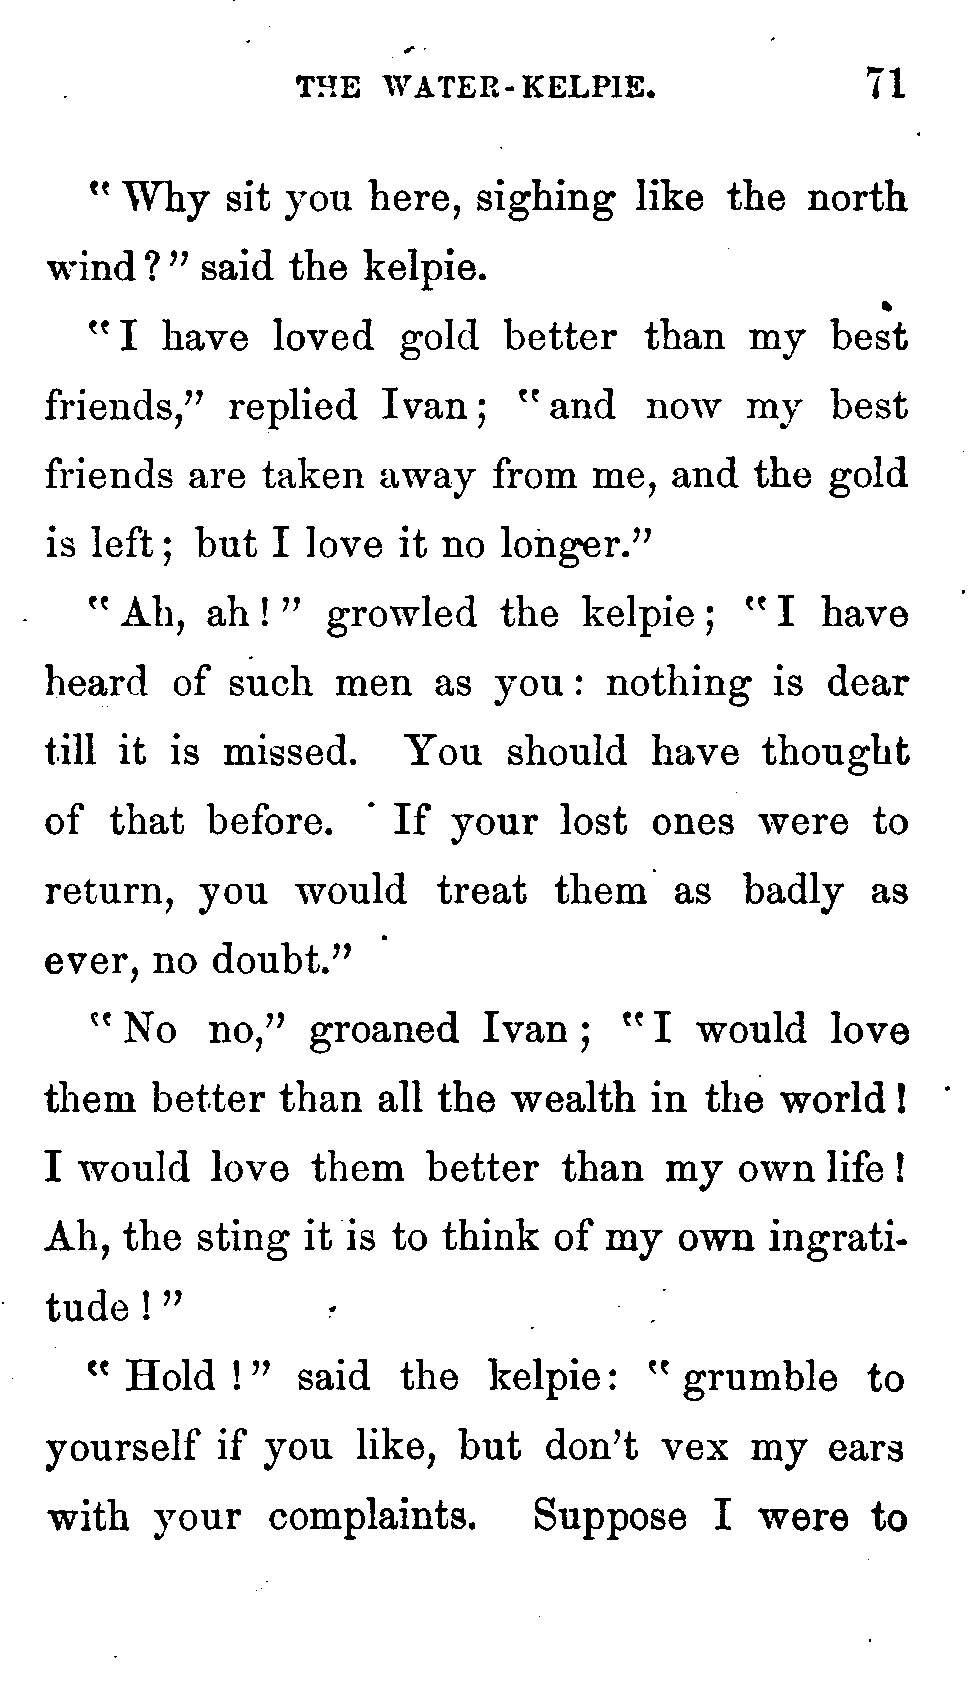 THE WATER-KELPIE. 71
"Why sit you here, sighing like the north
wind?" said the kelpie.
"I have loved gold better than my best
friends," replied Ivan; "and now my best
friends are taken away from me, and the gold
is left; but I love it no longer."
"Ah, ah!" growled the kelpie; "I have
heard of such men as you: nothing is dear
till it is missed. You should have thought
of that before. If your lost ones were to
return, you would treat them as badly as
ever, no doubt."
"No no," groaned Ivan; "I would love
them better than all the wealth in the world!
I would love them better than my own life!
Ah, the sting it is to think of my own ingrati-
tude!"
"Hold!" said the kelpie: "grumble to
yourself if you like, but don't vex my ears
with your complaints. Suppose I were to